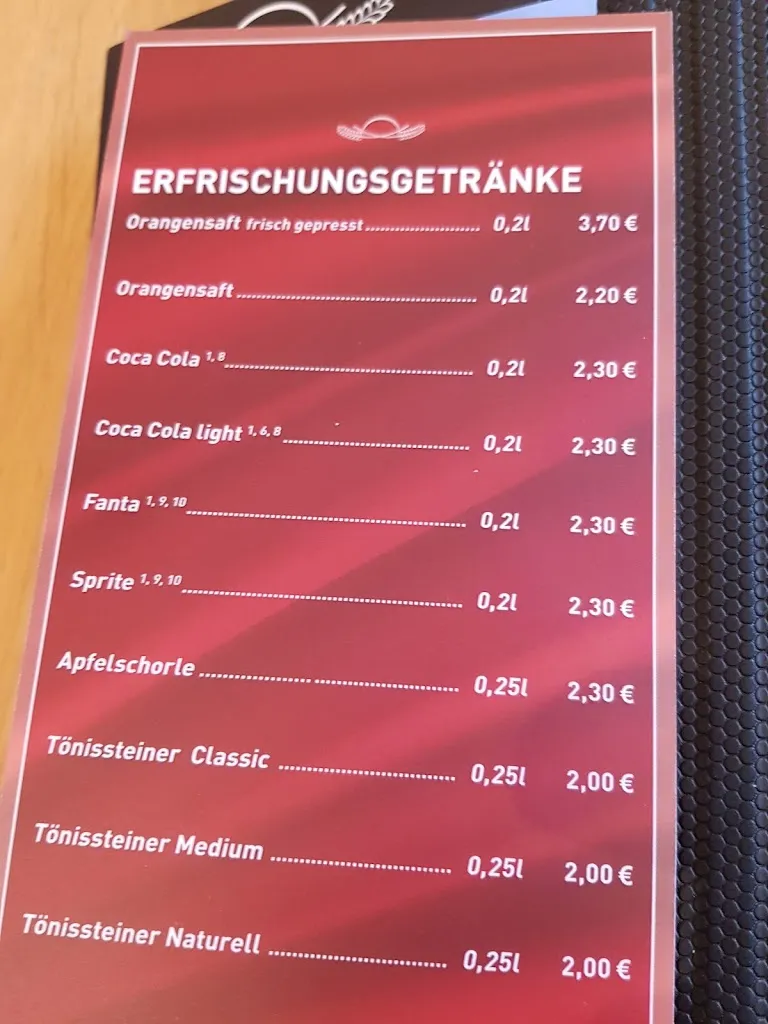 ERFRISCHUNGSGETRÄNKE
Orangensaft frisch gepresst 0,2l 3,70 €
Orangensaft 0,2l 2,20 €
Coca Cola 1, 8 0,2l 2,30 €
Coca Cola light 1, 6, 8 0,2l 2,30 €
Fanta 1, 9, 10 0,2l 2,30 €
Sprite 1, 9, 10 0,2l 2,30 €
Apfelschorle 0,25l 2,30 €
Tönissteiner Classic 0,25l 2,00 €
Tönissteiner Medium 0,25l 2,00 €
Tönissteiner Naturell 0,25l 2,00 €